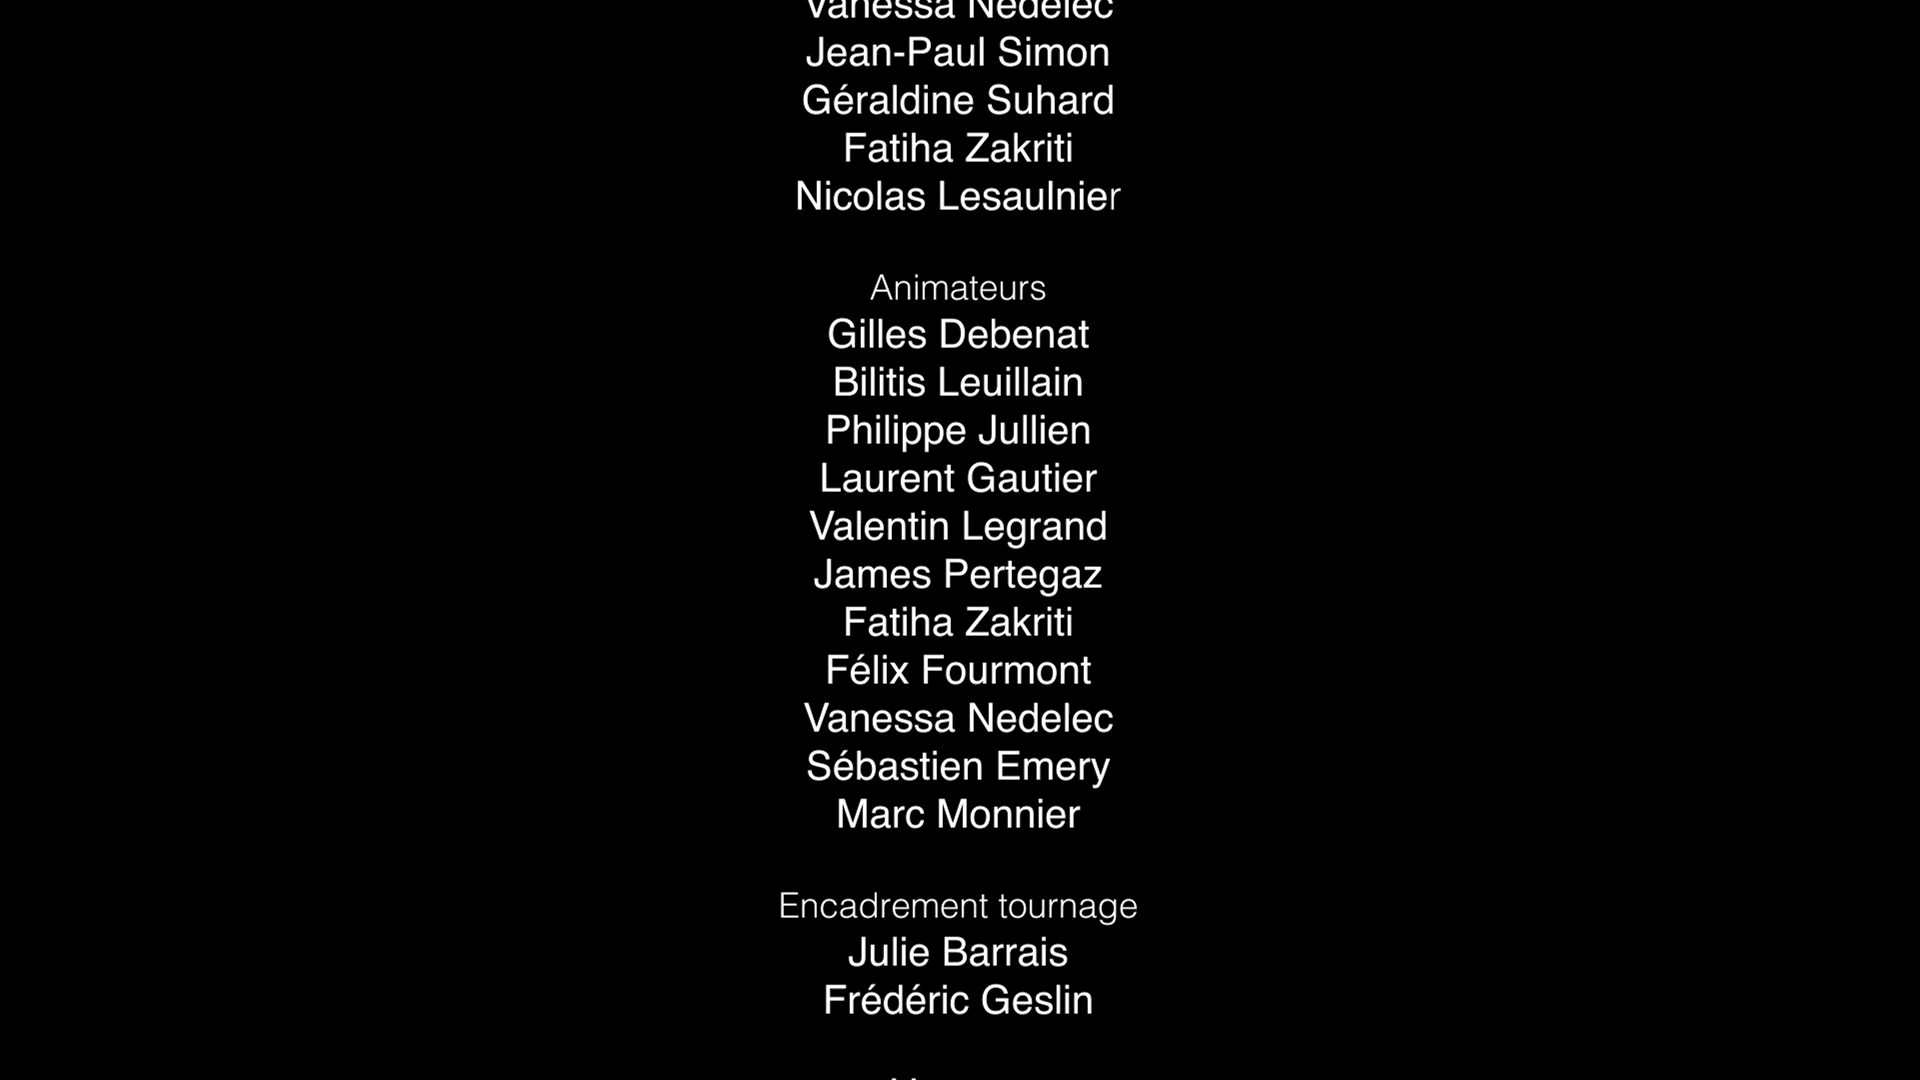 Vanessa Nedelec
Jean-Paul Simon
Géraldine Suhard
Fatiha Zakriti
Nicolas Lesaulnier
Animateurs
Gilles Debenat
Bilitis Leuillain
Philippe Jullien
Laurent Gautier
Valentin Legrand
James Pertegaz
Fatiha Zakriti
Félix Fourmont
Vanessa Nedelec
Sébastien Emery
Marc Monnier
Encadrement tournage
Julie Barrais
Frédéric Geslin